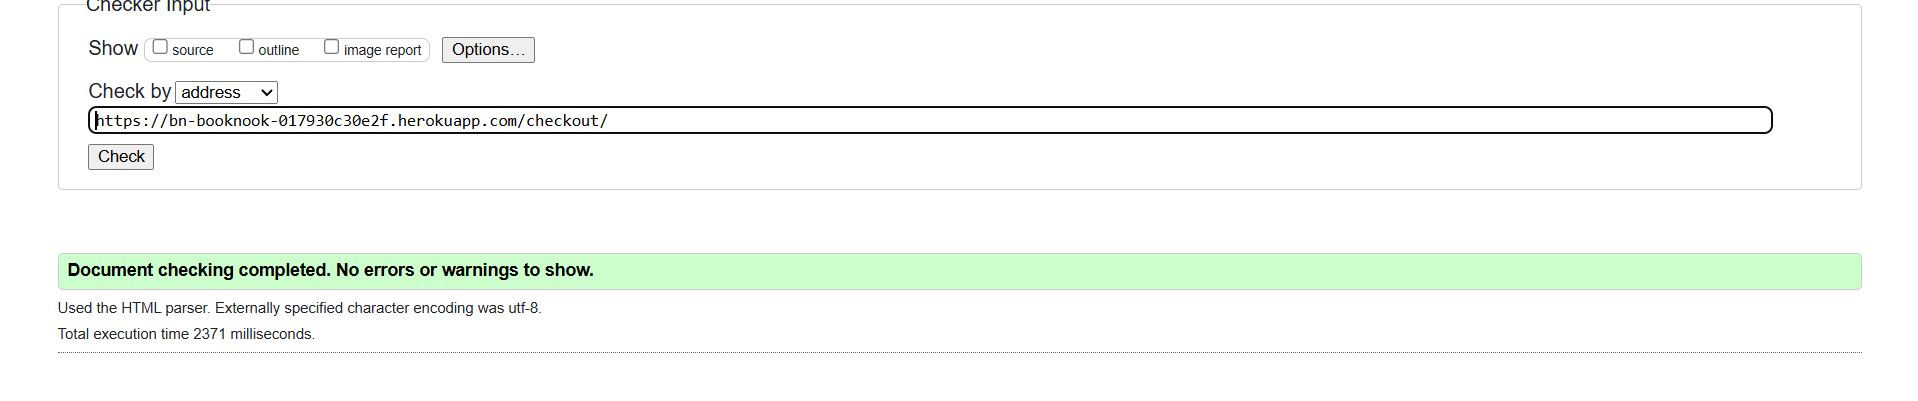 Checker Input
Show source outline image report Options...
Check by address
https://bn-booknook-017930c30e2f.herokuapp.com/checkout/
Check
Document checking completed. No errors or warnings to show.
Used the HTML parser. Externally specified character encoding was utf-8.
Total execution time 2371 milliseconds.